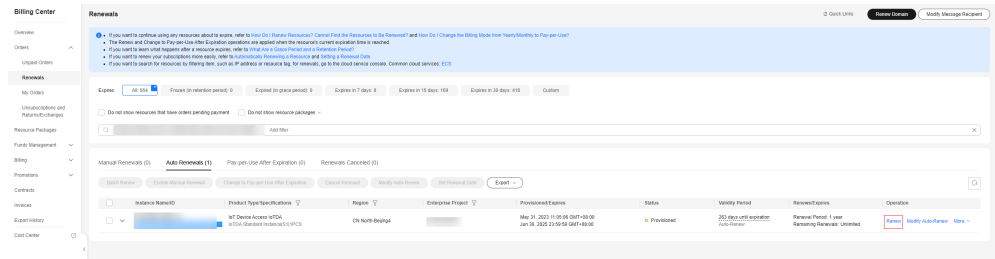 Billing Center
Overview
Orders
Unpaid Orders
Renewals
My Orders
Unsubscriptions and
Returns/Exchanges
Resource Packages
Funds Management
Billing
Promotions
Contracts
Invoices
Export History
Cost Center
Renewals
Quick Links
Renew Domain
Modify Message Recipient
If you want to continue using any resources about to expire, refer to How Do I Renew Resources? Cannot Find the Resources to Be Renewed? and How Do I Change the Billing Mode from Yearly/Monthly to Pay-per-Use?
The Renew and Change to Pay-per-Use After Expiration operations are applied when the resource's current expiration time is reached.
If you want to learn what happens after a resource expires, refer to What Are a Grace Period and a Retention Period?
If you want to renew your subscriptions more easily, refer to Automatically Renewing a Resource and Setting a Renewal Date.
If you want to search for resources by filtering item, such as IP address or resource tag, for renewals, go to the cloud service console. Common cloud services: ECS
Expires: All: 564 Frozen (in retention period): 0 Expired (in grace period): 0 Expires in 7 days: 8 Expires in 15 days: 168 Expires in 30 days: 416 Custom
Do not show resources that have orders pending payment Do not show resource packages
Add filter
Manual Renewals (0) Auto Renewals (1) Pay-per-Use After Expiration (0) Renewals Canceled (0)
Batch Renew Enable Manual Renewal Change to Pay-per-Use After Expiration Cancel Renewal Modify Auto-Renew Set Renewal Date Export
Instance Name/ID Product Type/Specifications Region Enterprise Project Provisioned/Expires Status Validity Period Renews/Expires Operation
IoT Device Access IoTDA
IoTDA Standard Instance|S1|1PCS
CN North-Beijing4
May 31, 2023 11:05:06 GMT+08:00
Jun 30, 2025 23:59:59 GMT+08:00
Provisioned
263 days until expiration
Auto-Renew
Renewal Period: 1 year
Remaining Renewals: Unlimited
Renew Modify Auto-Renew More